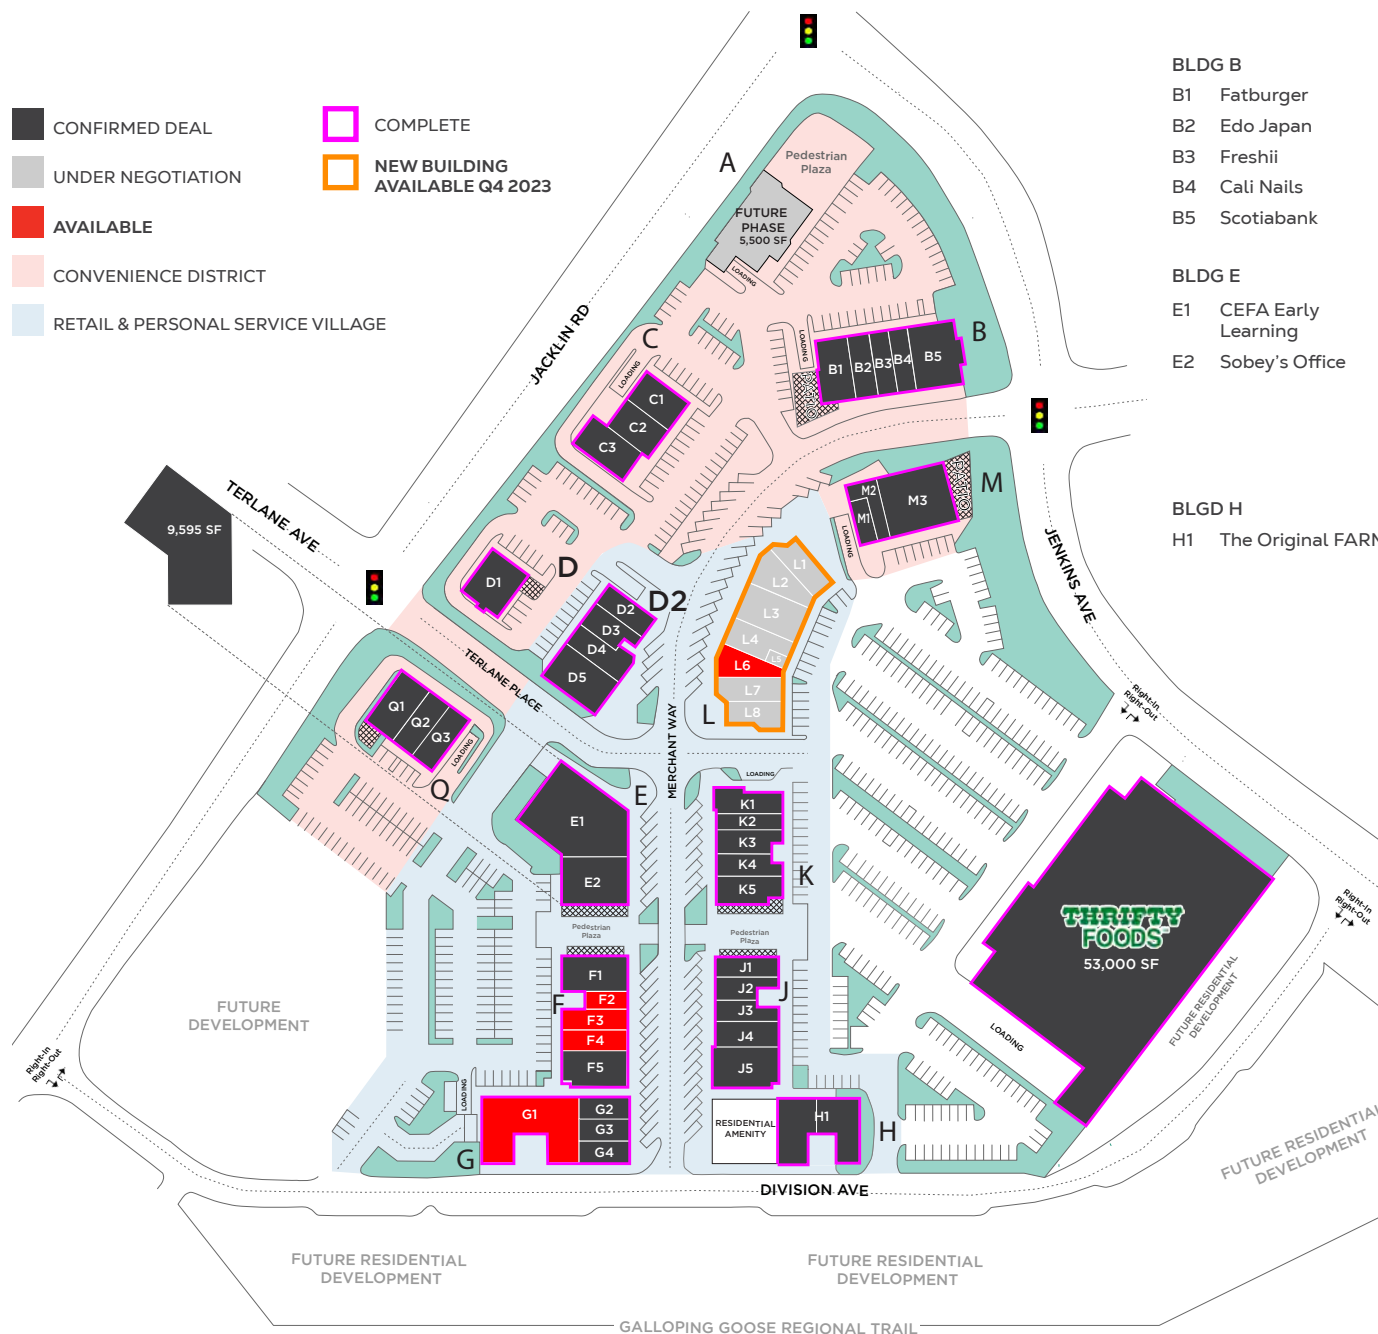 CONFIRMED DEAL
UNDER NEGOTIATION
AVAILABLE
CONVENIENCE DISTRICT
RETAIL & PERSONAL SERVICE VILLAGE
COMPLETE
NEW BUILDING
AVAILABLE Q4 2023
BLDG B
B1 Fatburger
B2 Edo Japan
B3 Freshii
B4 Cali Nails
B5 Scotiabank
BLDG E
E1 CEFA Early
Learning
E2 Sobey's Office
BLGD H
H1 The Original FARM
A
Pedestrian
Plaza
FUTURE
PHASE
5,500 SF
LOADING
JACKLIN RD
C
LOADING
C1
C2
C3
LOADING
B
B1
B2
B3
B4
B5
PATIO
M
M1
M2
M3
PATIO
LOADING
JENKINS AVE
TERLANE AVE
9,595 SF
D
D1
D2
D2
D3
D4
D5
TERLANE PLACE
MERCHANT WAY
L
L1
L2
L3
L4
L5
L6
L7
L8
Right-In
Right-Out
Q
Q1
Q2
Q3
LOADING
E
E1
E2
LOADING
K
K1
K2
K3
K4
K5
Pedestrian
Plaza
Pedestrian
Plaza
THRIFTY
FOODS
53,000 SF
Right-In
Right-Out
FUTURE RESIDENTIAL
DEVELOPMENT
LOADING
F
F1
F2
F3
F4
F5
J
J1
J2
J3
J4
J5
FUTURE
DEVELOPMENT
Right-In
Right-Out
LOADING
G
G1
G2
G3
G4
RESIDENTIAL
AMENITY
H1
H
DIVISION AVE
FUTURE RESIDENTIAL
DEVELOPMENT
FUTURE RESIDENTIAL
DEVELOPMENT
FUTURE RESIDENTIAL
DEVELOPMENT
GALLOPING GOOSE REGIONAL TRAIL